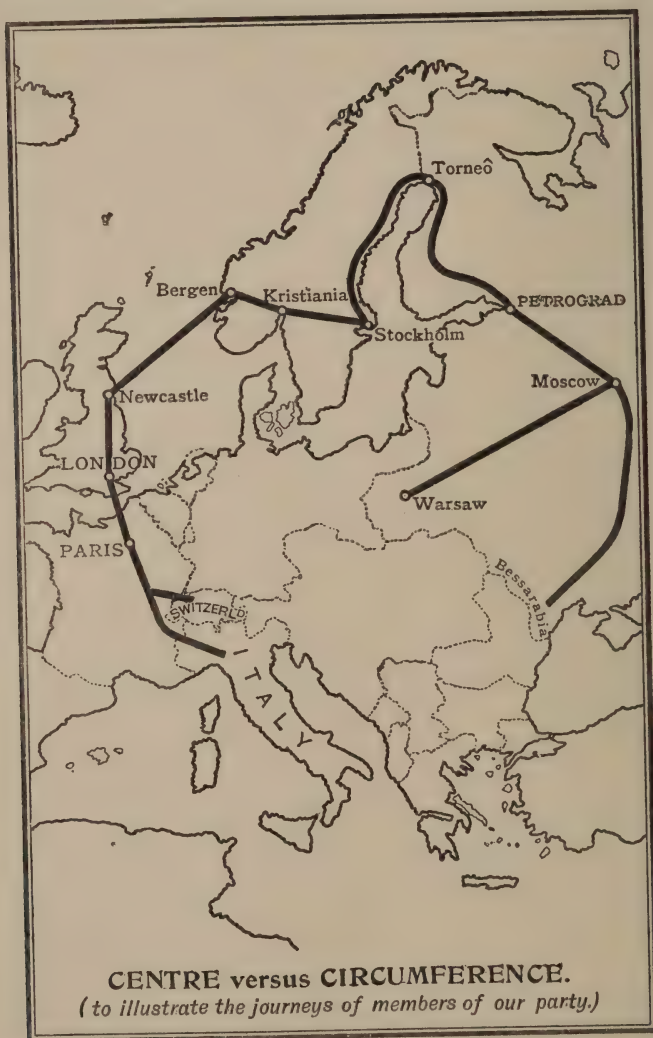 Torneô
Bergen
Kristiania
PETROGRAD
Stockholm
Moscow
Newcastle
LONDON
Warsaw
PARIS
Bessarabia
SWITZERLD
ITALY
CENTRE versus CIRCUMFERENCE.
(to illustrate the journeys of members of our party.)